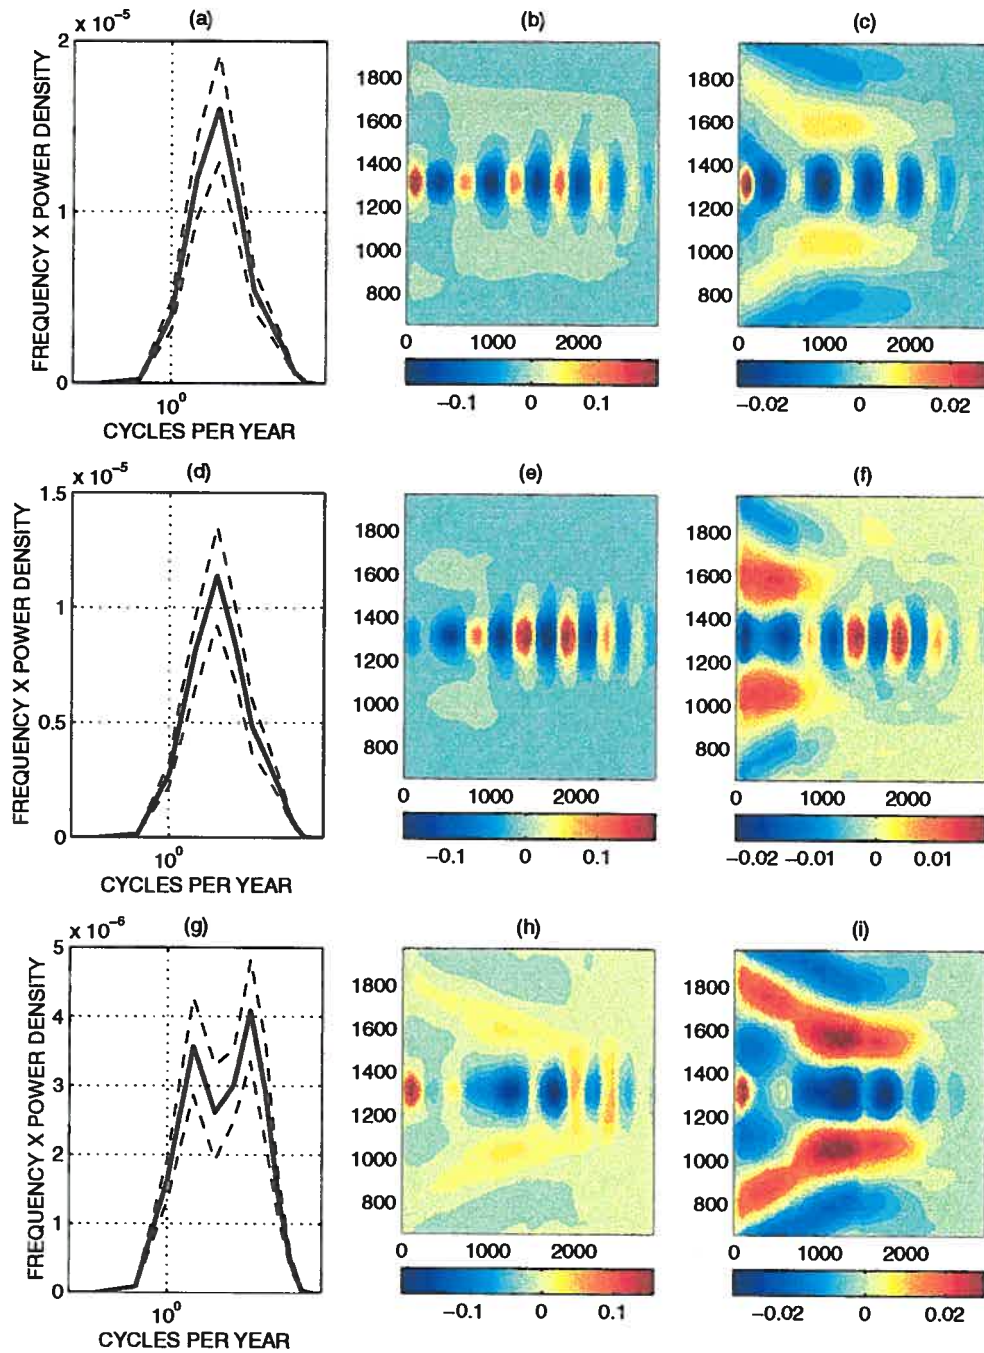 (a)
x 10⁻⁵
2
1
0
FREQUENCY X POWER DENSITY
10⁰
CYCLES PER YEAR
(b)
1800
1600
1400
1200
1000
800
0 1000 2000
−0.1 0 0.1
(c)
1800
1600
1400
1200
1000
800
0 1000 2000
−0.02 0 0.02
(d)
x 10⁻⁵
1.5
1
0.5
0
FREQUENCY X POWER DENSITY
10⁰
CYCLES PER YEAR
(e)
1800
1600
1400
1200
1000
800
0 1000 2000
−0.1 0 0.1
(f)
1800
1600
1400
1200
1000
800
0 1000 2000
−0.02 −0.01 0 0.01
(g)
x 10⁻⁶
5
4
3
2
1
0
FREQUENCY X POWER DENSITY
10⁰
CYCLES PER YEAR
(h)
1800
1600
1400
1200
1000
800
0 1000 2000
−0.1 0 0.1
(i)
1800
1600
1400
1200
1000
800
0 1000 2000
−0.02 0 0.02